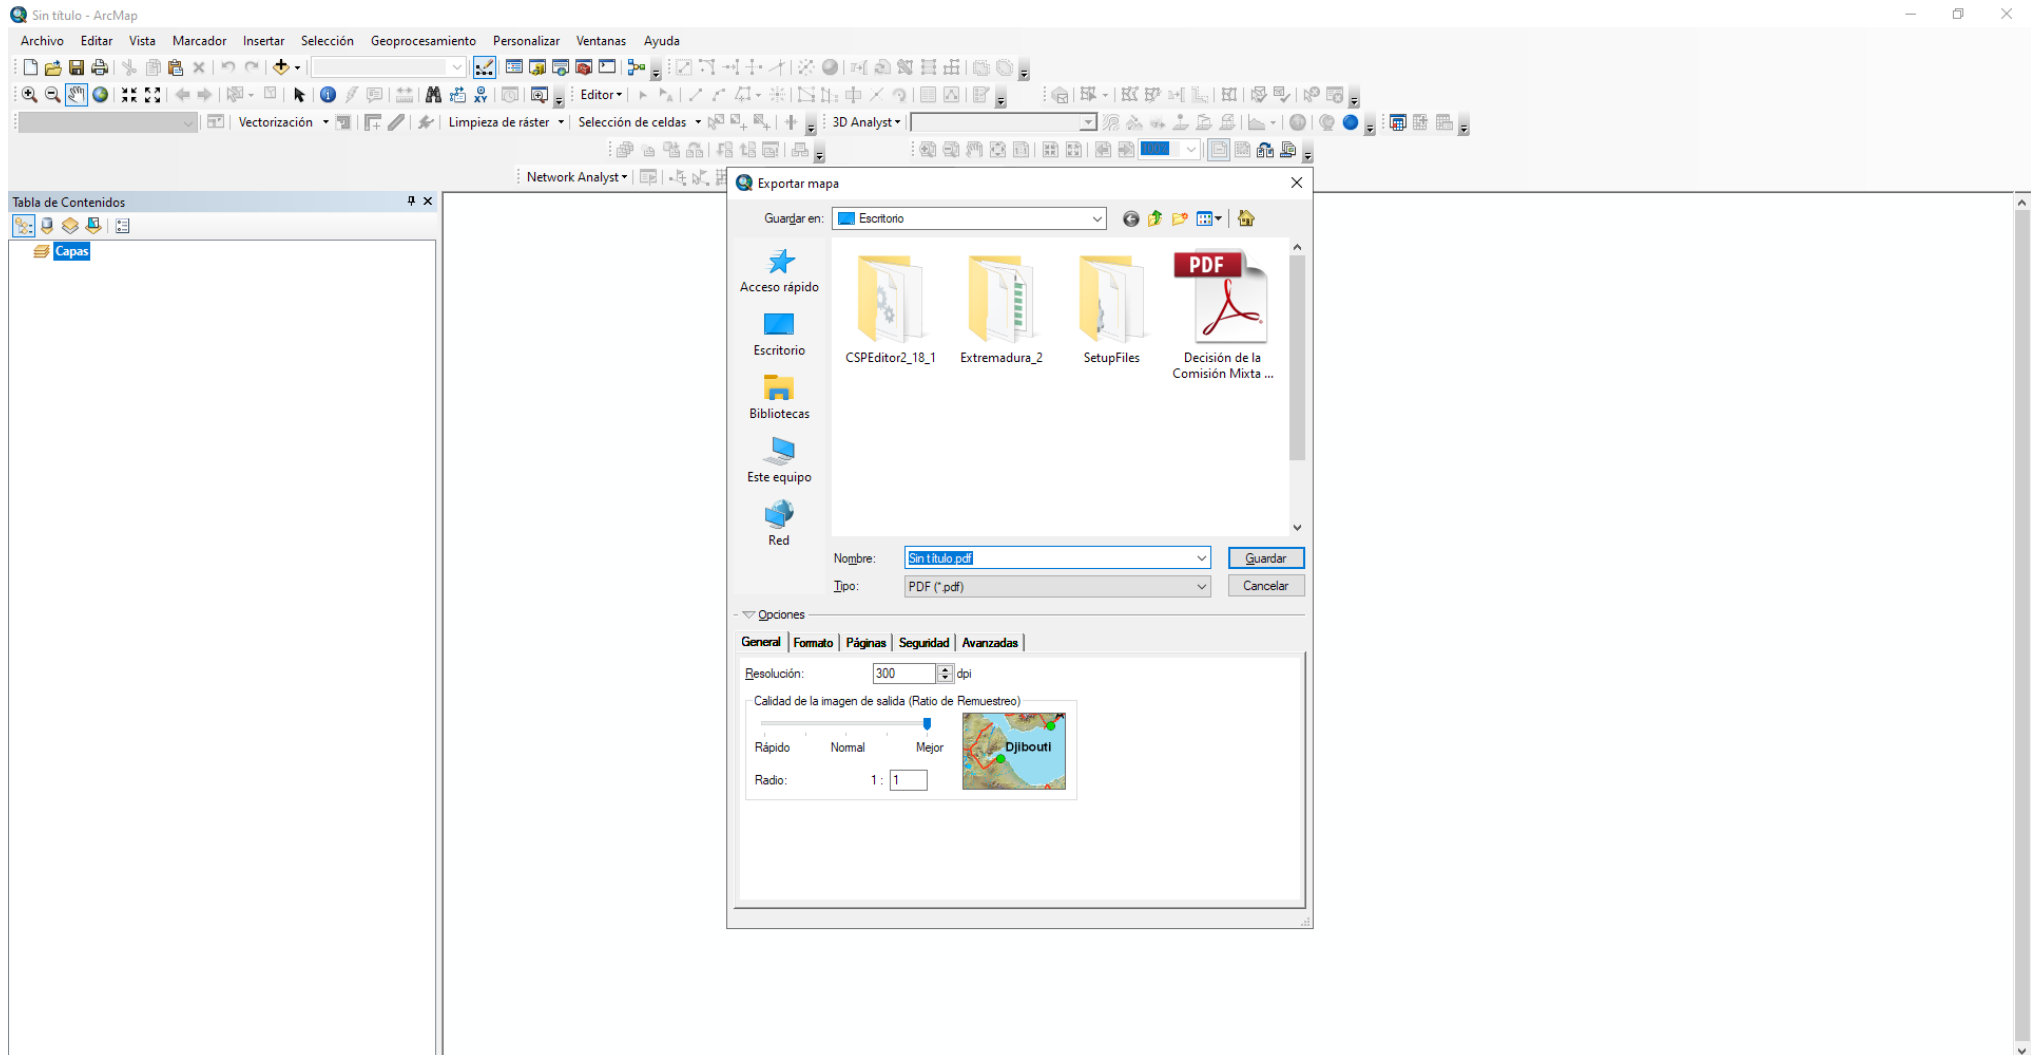 Sin título - ArcMap
Archivo Editar Vista Marcador Insertar Selección Geoprocesamiento Personalizar Ventanas Ayuda
Editor
Vectorización Limpieza de ráster Selección de celdas 3D Analyst
100%
Network Analyst
Tabla de Contenidos
Capas
Exportar mapa
Guardar en: Escritorio
Acceso rápido
Escritorio
Bibliotecas
Este equipo
Red
CSPEditor2_18_1 Extremadura_2 SetupFiles
PDF
Decisión de la
Comisión Mixta ...
Nombre: Sin título.pdf Guardar
Tipo: PDF (*.pdf) Cancelar
Opciones
General Formato Páginas Seguridad Avanzadas
Resolución: 300 dpi
Calidad de la imagen de salida (Ratio de Remuestreo)
Rápido Normal Mejor
Djibouti
Radio: 1 : 1